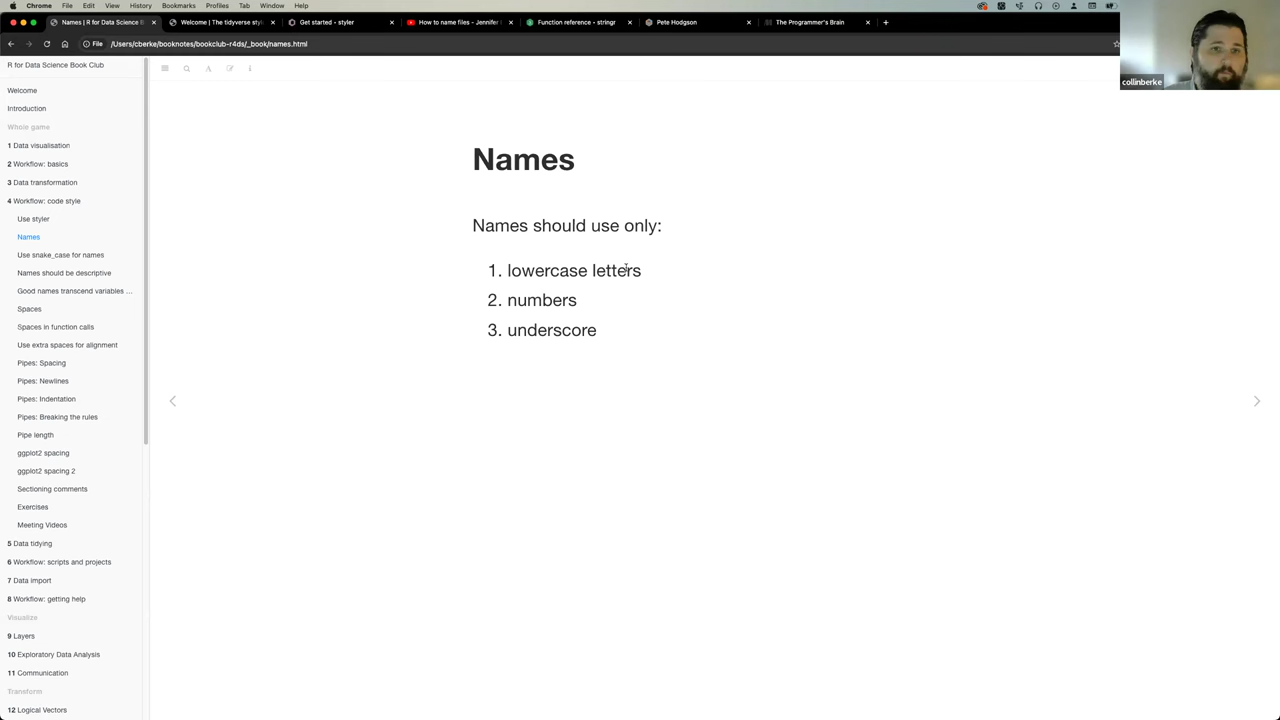 Chrome File Edit View History Bookmarks Profiles Tab Window Help
Names | R for Data Science B
Welcome | The tidyverse styl
Get started - styler
How to name files - Jennifer
Function reference - stringr
Pete Hodgson
The Programmer's Brain
File /Users/cberke/booknotes/bookclub-r4ds/_book/names.html
collinberke
R for Data Science Book Club
Welcome
Introduction
Whole game
1 Data visualisation
2 Workflow: basics
3 Data transformation
4 Workflow: code style
Use styler
Names
Use snake_case for names
Names should be descriptive
Good names transcend variables ...
Spaces
Spaces in function calls
Use extra spaces for alignment
Pipes: Spacing
Pipes: Newlines
Pipes: Indentation
Pipes: Breaking the rules
Pipe length
ggplot2 spacing
ggplot2 spacing 2
Sectioning comments
Exercises
Meeting Videos
5 Data tidying
6 Workflow: scripts and projects
7 Data import
8 Workflow: getting help
Visualize
9 Layers
10 Exploratory Data Analysis
11 Communication
Transform
12 Logical Vectors
Names
Names should use only:
1. lowercase letters
2. numbers
3. underscore